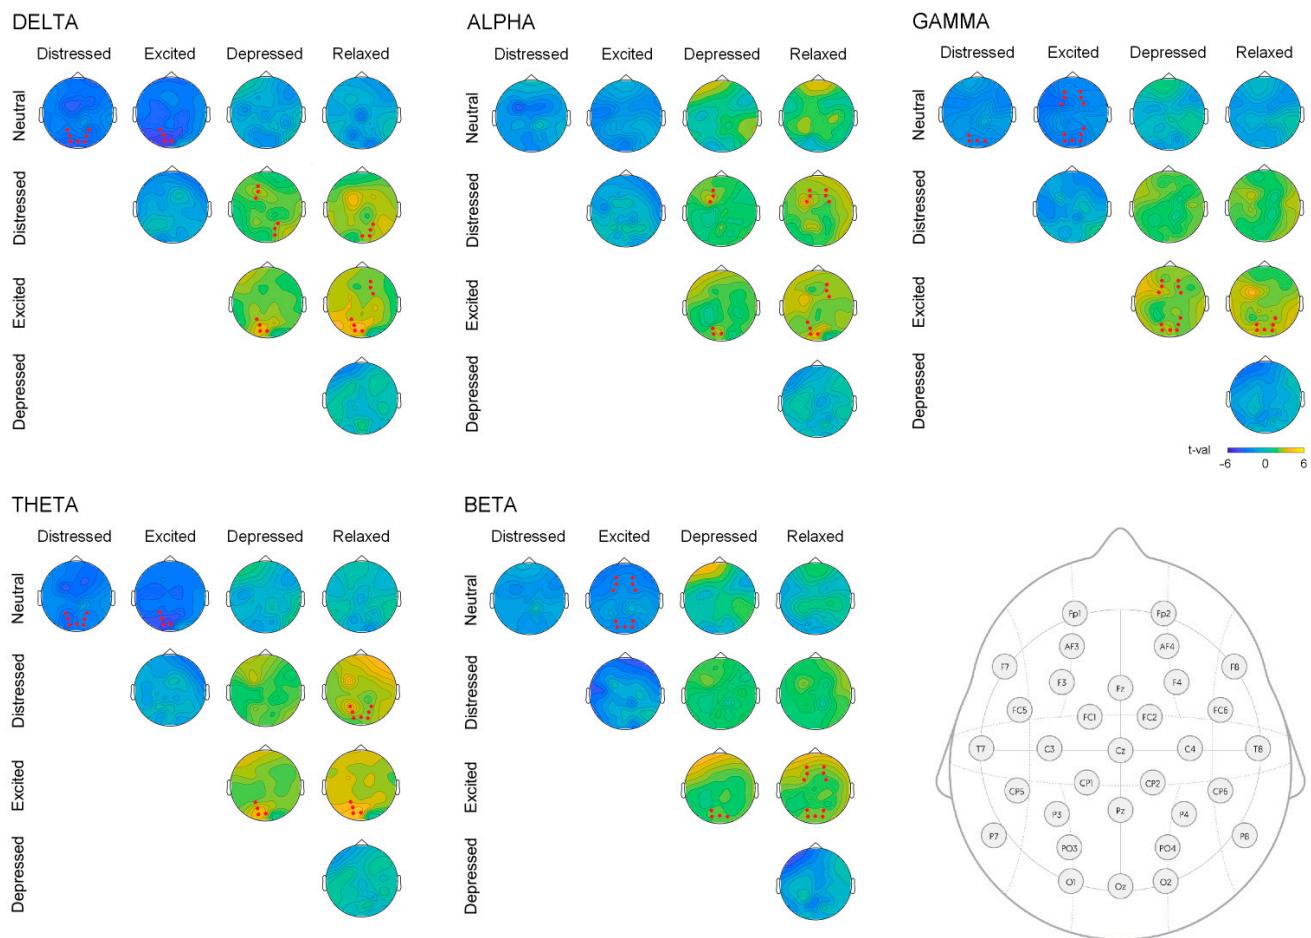 DELTA
Distressed Excited Depressed Relaxed
Neutral
Distressed
Excited
Depressed
ALPHA
Distressed Excited Depressed Relaxed
Neutral
Distressed
Excited
Depressed
GAMMA
Distressed Excited Depressed Relaxed
Neutral
Distressed
Excited
Depressed
t-val
-6 0 6
THETA
Distressed Excited Depressed Relaxed
Neutral
Distressed
Excited
Depressed
BETA
Distressed Excited Depressed Relaxed
Neutral
Distressed
Excited
Depressed
Fp1 Fp2
AF3 AF4
F7 F8
F3 Fz F4
FC5 FC1 FC2 FC6
T7 C3 Cz C4 T8
CP5 CP1 CP2 CP6
P3 Pz P4
P7 P8
PO3 PO4
O1 Oz O2